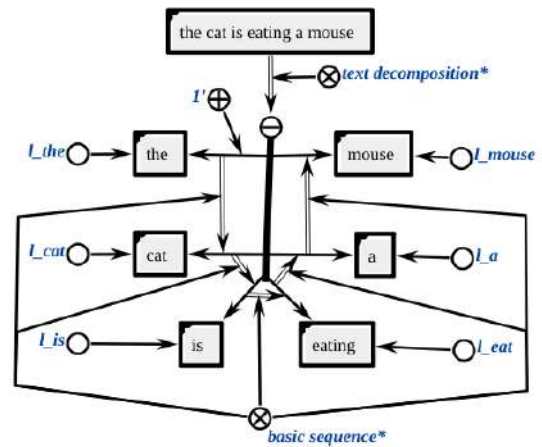 the cat is eating a mouse
text decomposition*
1'
l_the
the
mouse
l_mouse
l_cat
cat
a
l_a
l_is
is
eating
l_eat
basic sequence*